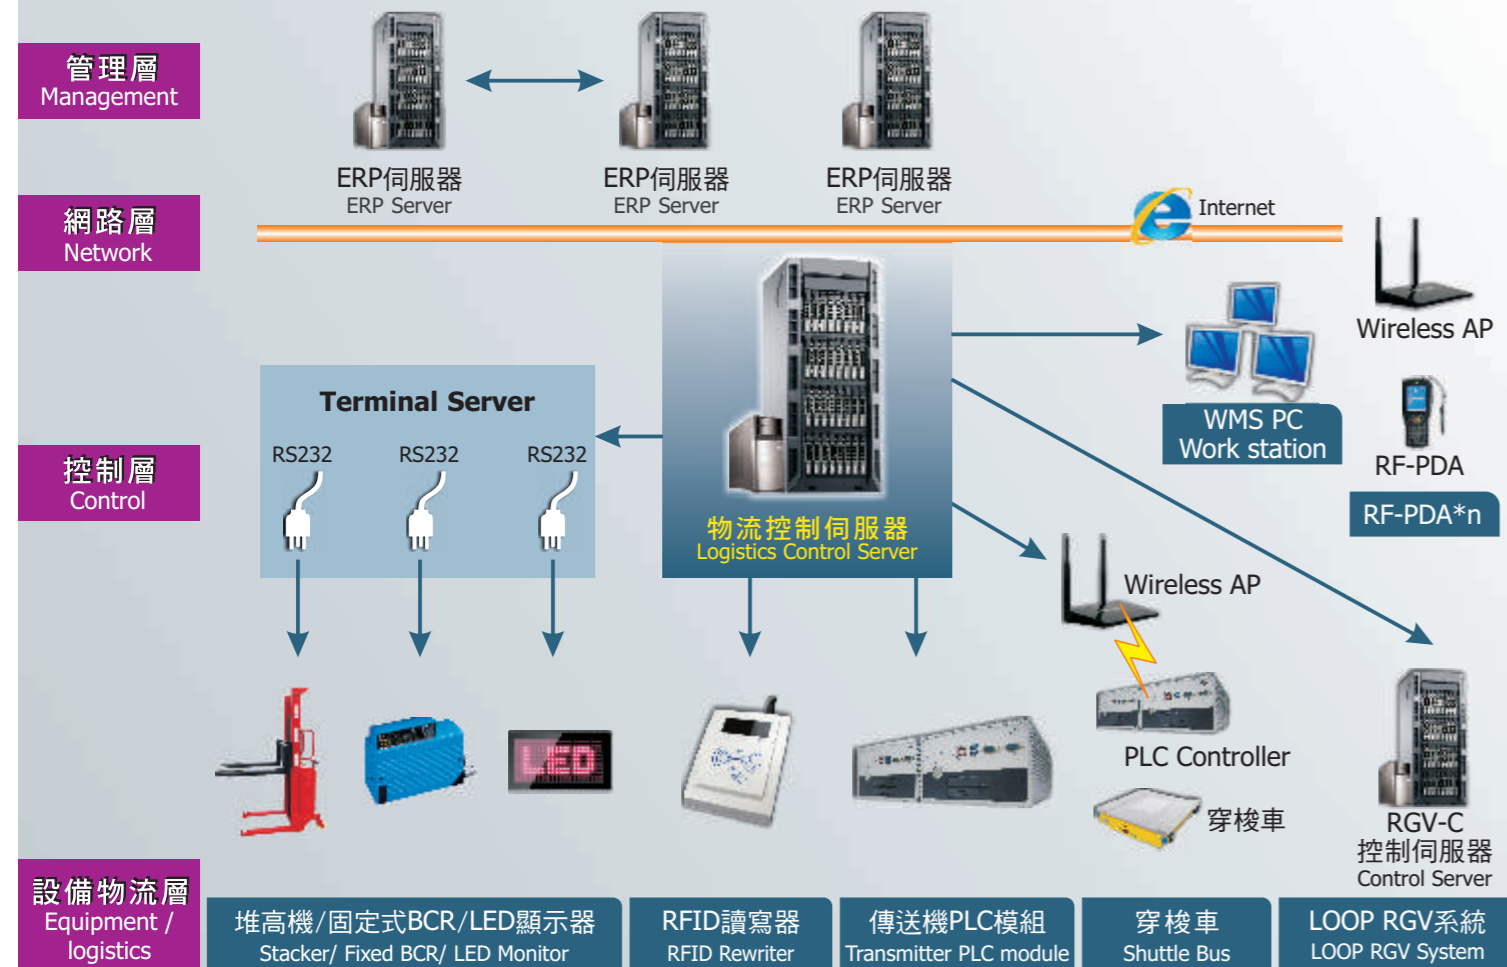 管理層
Management
ERP伺服器
ERP Server
ERP伺服器
ERP Server
ERP伺服器
ERP Server
網路層
Network
Internet
Wireless AP
Terminal Server
RS232
RS232
RS232
WMS PC
Work station
RF-PDA
RF-PDA*n
控制層
Control
物流控制伺服器
Logistics Control Server
Wireless AP
LED
PLC Controller
穿梭車
RGV-C
控制伺服器
Control Server
設備物流層
Equipment /
logistics
堆高機/固定式BCR/LED顯示器
Stacker/ Fixed BCR/ LED Monitor
RFID讀寫器
RFID Rewriter
傳送機PLC模組
Transmitter PLC module
穿梭車
Shuttle Bus
LOOP RGV系統
LOOP RGV System